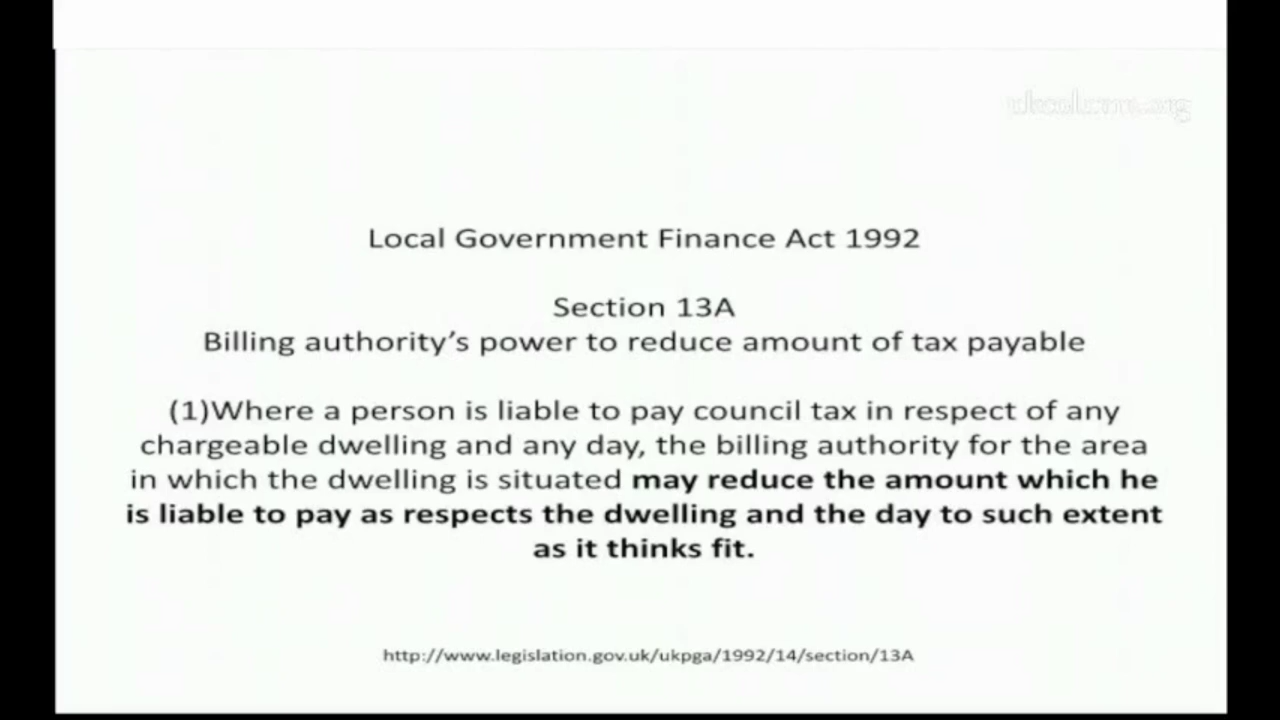 Local Government Finance Act 1992
Section 13A
Billing authority's power to reduce amount of tax payable
(1)Where a person is liable to pay council tax in respect of any
chargeable dwelling and any day, the billing authority for the area
in which the dwelling is situated may reduce the amount which he
is liable to pay as respects the dwelling and the day to such extent
as it thinks fit.
http://www.legislation.gov.uk/ukpga/1992/14/section/13A